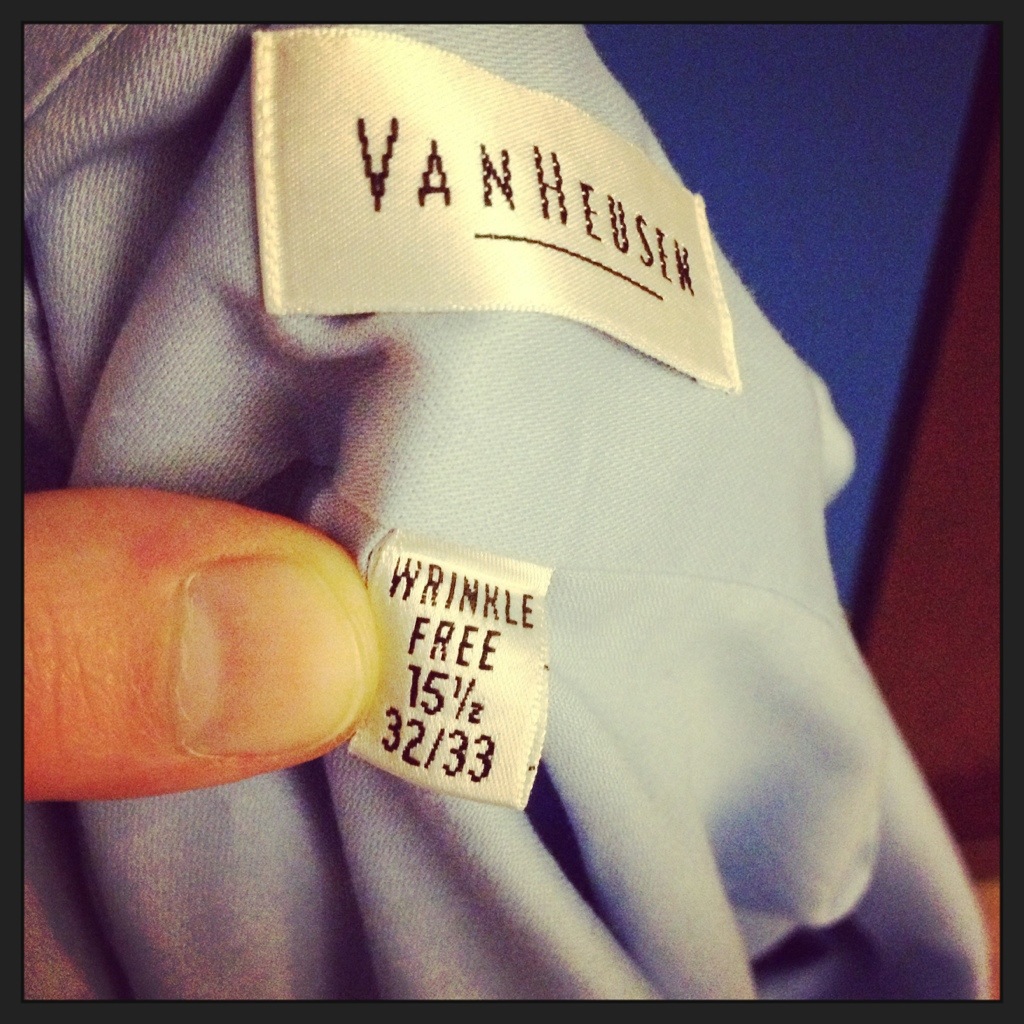 VANHEUSEN
WRINKLE
FREE
15½
32/33